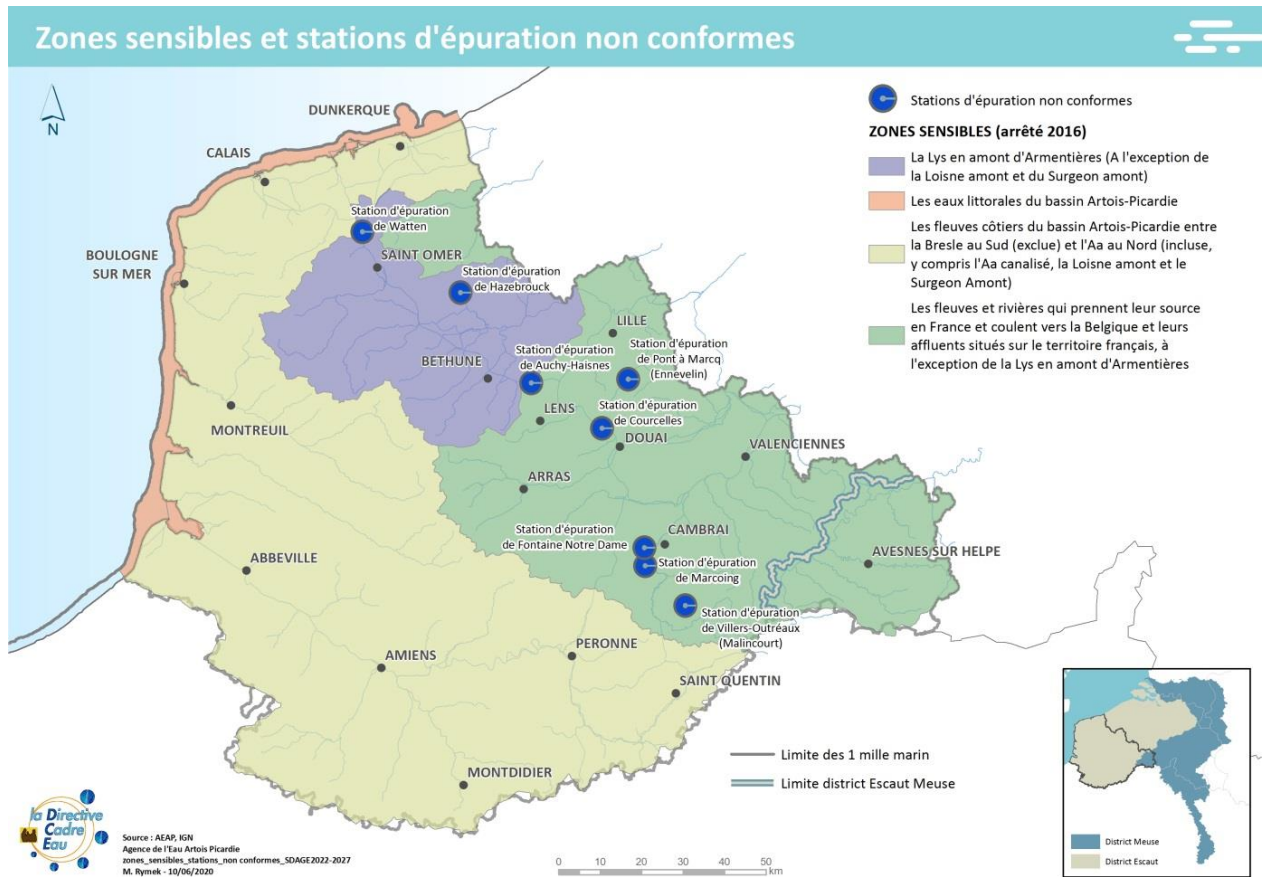 Zones sensibles et stations d'épuration non conformes
N
DUNKERQUE
CALAIS
BOULOGNE
SUR MER
Station d'épuration
de Watten
SAINT OMER
Station d'épuration
de Hazebrouck
LILLE
BETHUNE
Station d'épuration
de Auchy-Haisnes
Station d'épuration
de Pont à Marcq
(Ennevelin)
MONTREUIL
LENS
Station d'épuration
de Courcelles
DOUAI
VALENCIENNES
ARRAS
Station d'épuration
de Fontaine Notre Dame
CAMBRAI
Station d'épuration
de Marcoing
AVESNES SUR HELPE
ABBEVILLE
Station d'épuration
de Villers-Outréaux
(Malincourt)
AMIENS
PERONNE
SAINT QUENTIN
MONTDIDIER
Stations d'épuration non conformes
ZONES SENSIBLES (arrêté 2016)
La Lys en amont d'Armentières (A l'exception de
la Loisne amont et du Surgeon amont)
Les eaux littorales du bassin Artois-Picardie
Les fleuves côtiers du bassin Artois-Picardie entre
la Bresle au Sud (exclue) et l'Aa au Nord (incluse,
y compris l'Aa canalisé, la Loisne amont et le
Surgeon Amont)
Les fleuves et rivières qui prennent leur source
en France et coulent vers la Belgique et leurs
affluents situés sur le territoire français, à
l'exception de la Lys en amont d'Armentières
Limite des 1 mille marin
Limite district Escaut Meuse
District Meuse
District Escaut
la Directive
Cadre
Eau
Source : AEAP, IGN
Agence de l'Eau Artois Picardie
zones_sensibles_stations_non conformes_SDAGE2022-2027
M. Rymek - 10/06/2020
0 10 20 30 40 50
km